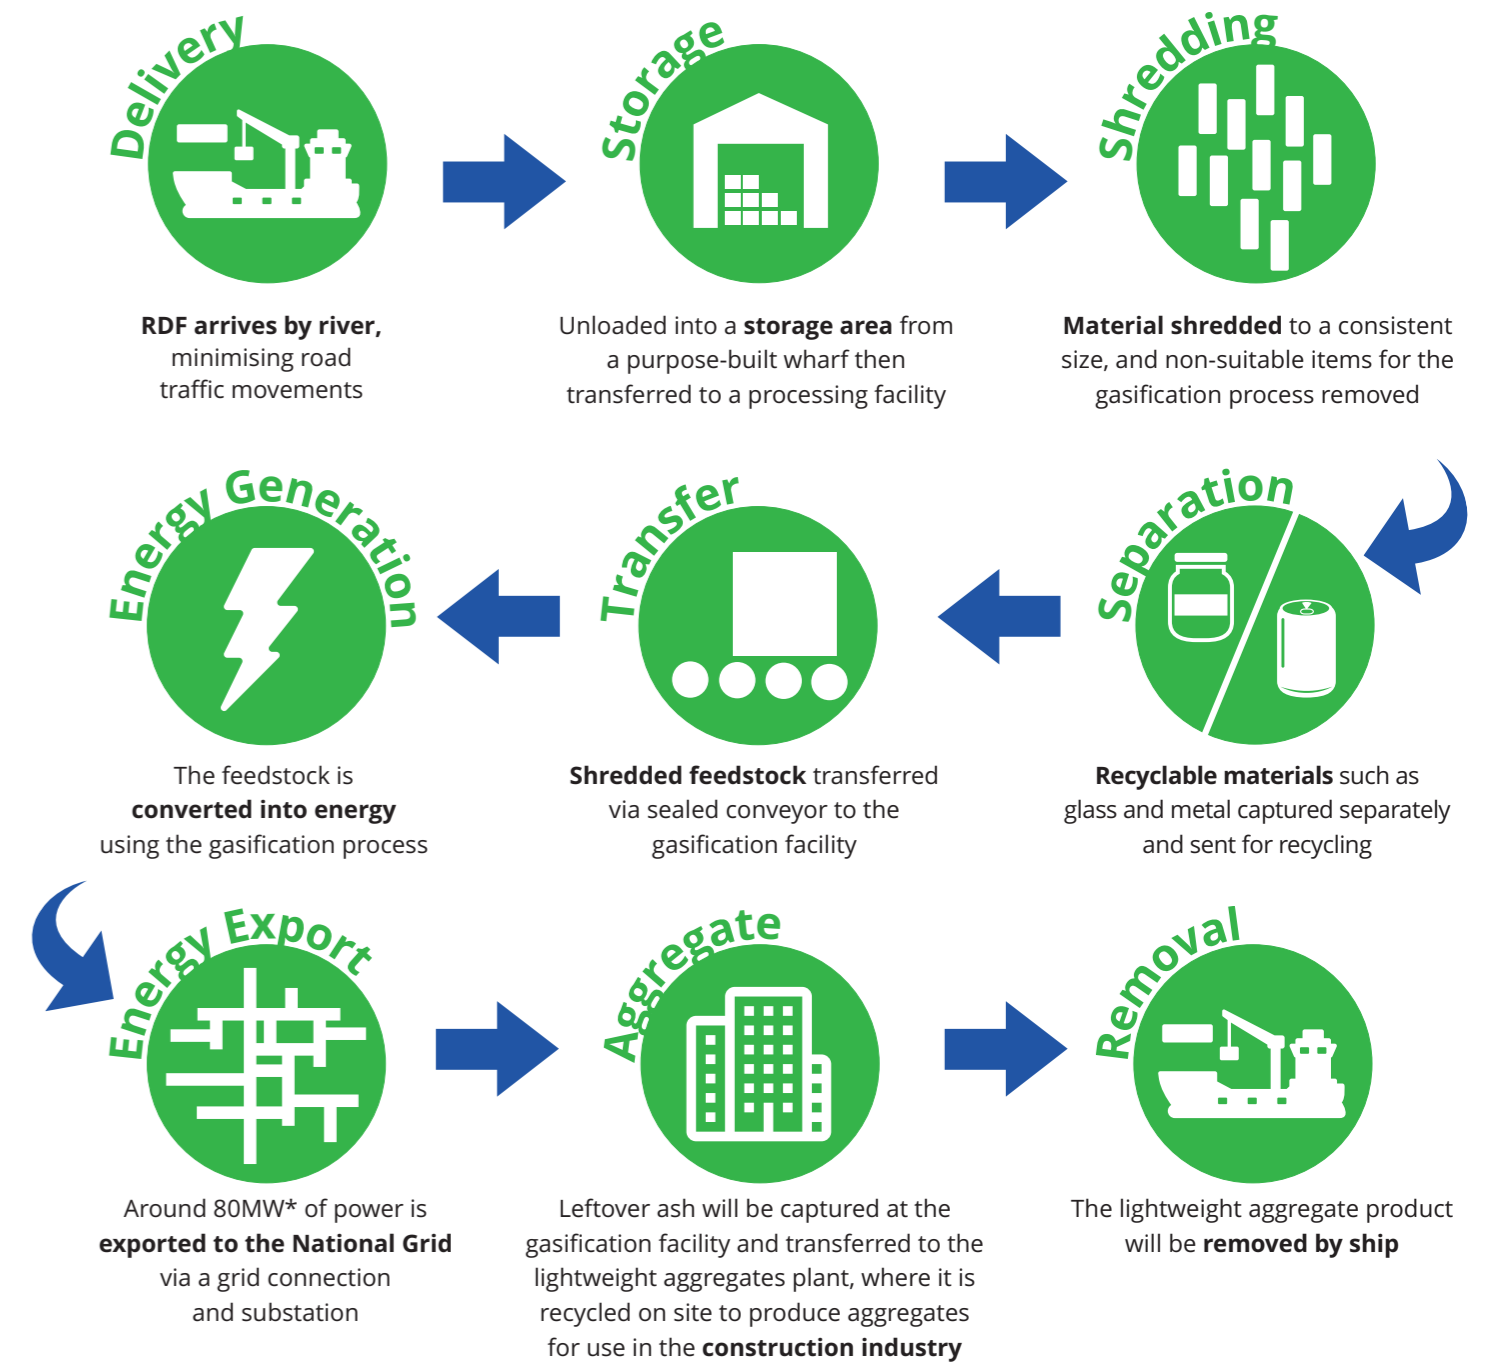 Delivery
RDF arrives by river,
minimising road
traffic movements
Storage
Unloaded into a storage area from
a purpose-built wharf then
transferred to a processing facility
Shredding
Material shredded to a consistent
size, and non-suitable items for the
gasification process removed
Separation
Recyclable materials such as
glass and metal captured separately
and sent for recycling
Transfer
Shredded feedstock transferred
via sealed conveyor to the
gasification facility
Energy Generation
The feedstock is
converted into energy
using the gasification process
Energy Export
Around 80MW* of power is
exported to the National Grid
via a grid connection
and substation
Aggregate
Leftover ash will be captured at the
gasification facility and transferred to the
lightweight aggregates plant, where it is
recycled on site to produce aggregates
for use in the construction industry
Removal
The lightweight aggregate product
will be removed by ship